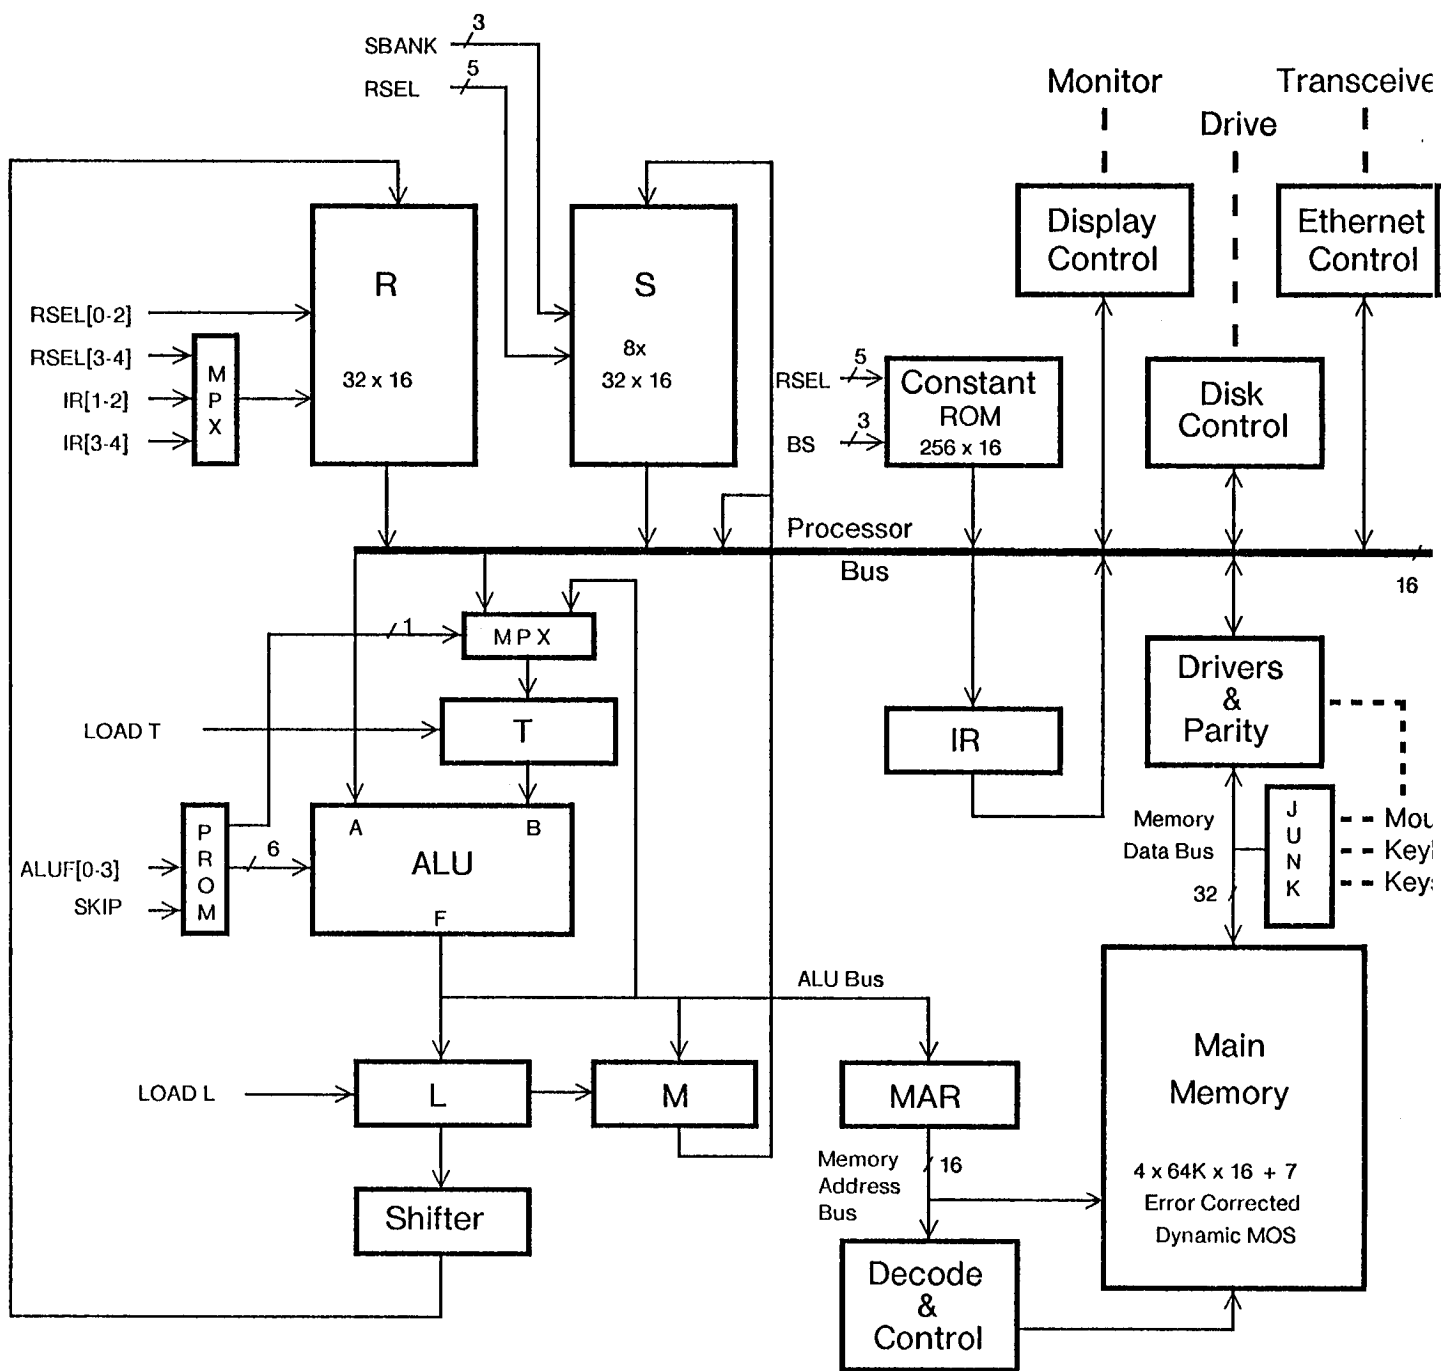 SBANK
3
RSEL
5
Monitor
Transceive
Drive
Display
Control
Ethernet
Control
R
32 x 16
S
8x
32 x 16
RSEL[0-2]
RSEL[3-4]
IR[1-2]
IR[3-4]
M
P
X
RSEL
5
BS
3
Constant
ROM
256 x 16
Disk
Control
Processor
Bus
16
MPX
1
LOAD T
T
IR
Drivers
&
Parity
A
B
ALU
F
P
R
O
M
ALUF[0-3]
SKIP
6
Memory
Data Bus
32
J
U
N
K
Mou
Key
Keys
ALU Bus
LOAD L
L
M
MAR
Main
Memory
4 x 64K x 16 + 7
Error Corrected
Dynamic MOS
Memory
Address
Bus
16
Shifter
Decode
&
Control